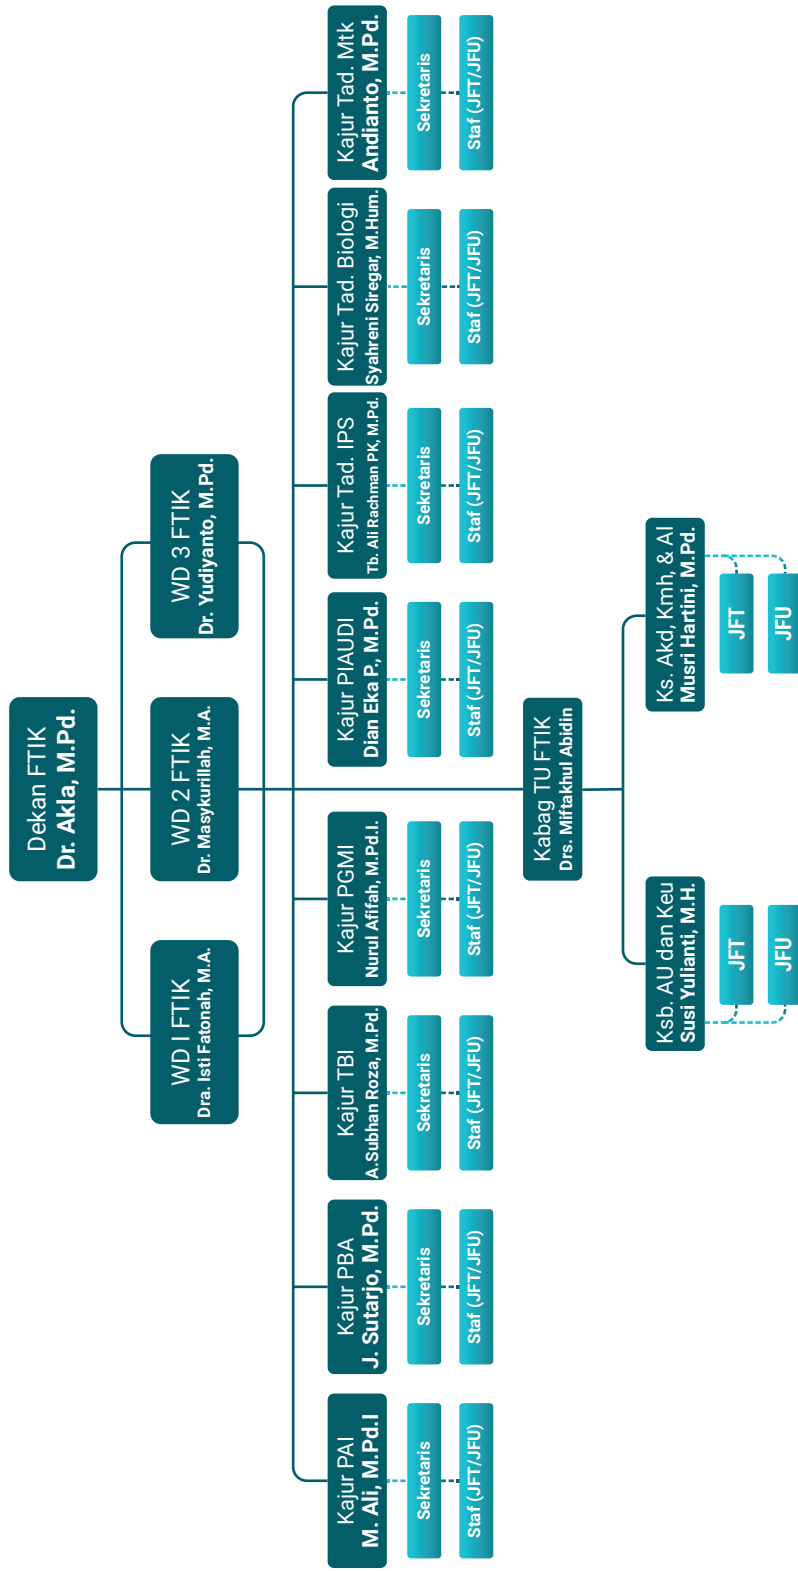 Dekan FTIK
Dr. Akla, M.Pd.
WD I FTIK
Dra. Isti Fatonah, M.A.
WD 2 FTIK
Dr. Masykurillah, M.A.
WD 3 FTIK
Dr. Yudiyanto, M.Pd.
Kajur PAI
M. Ali, M.Pd.I
Sekretaris
Staf (JFT/JFU)
Kajur PBA
J. Sutarjo, M.Pd.
Sekretaris
Staf (JFT/JFU)
Kajur TBI
A.Subhan Roza, M.Pd.
Sekretaris
Staf (JFT/JFU)
Kajur PGMI
Nurul Afifah, M.Pd.I.
Sekretaris
Staf (JFT/JFU)
Kajur PIAUDI
Dian Eka P., M.Pd.
Sekretaris
Staf (JFT/JFU)
Kajur Tad. IPS
Tb. Ali Rachman PK, M.Pd.
Sekretaris
Staf (JFT/JFU)
Kajur Tad. Biologi
Syahreni Siregar, M.Hum.
Sekretaris
Staf (JFT/JFU)
Kajur Tad. Mtk
Andianto, M.Pd.
Sekretaris
Staf (JFT/JFU)
Kabag TU FTIK
Drs. Miftakhul Abidin
Ksb. AU dan Keu
Susi Yulianti, M.H.
JFT
JFU
Ks. Akd, Kmh, & Al
Musri Hartini, M.Pd.
JFT
JFU